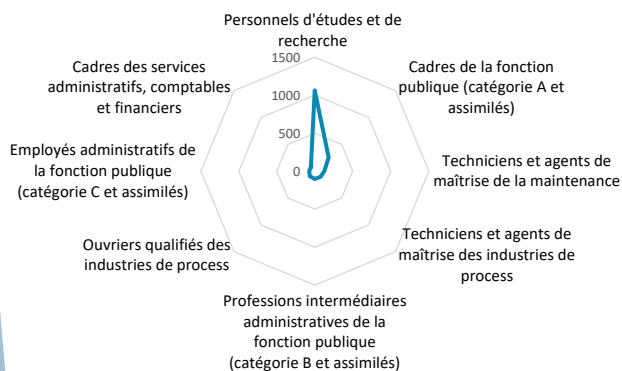 Personnels d'études et de
recherche
Cadres de la fonction
publique (catégorie A et
assimilés)
Techniciens et agents de
maîtrise de la maintenance
Techniciens et agents de
maîtrise des industries de
process
Professions intermédiaires
administratives de la
fonction publique
(catégorie B et assimilés)
Ouvriers qualifiés des
industries de process
Employés administratifs de
la fonction publique
(catégorie C et assimilés)
Cadres des services
administratifs, comptables
et financiers
1500
1000
500
0